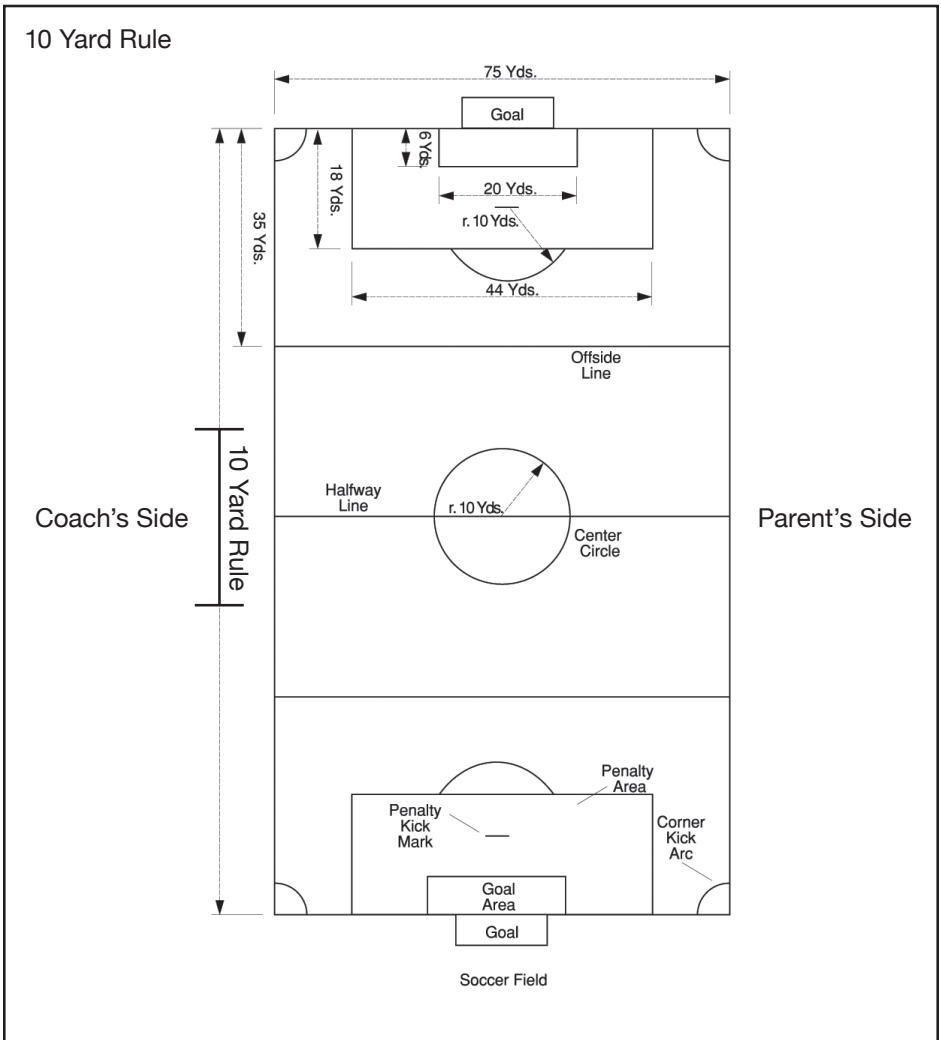 10 Yard Rule
75 Yds.
Goal
6 Yds.
18 Yds.
20 Yds.
35 Yds.
r. 10 Yds.
44 Yds.
Offside
Line
10 Yard Rule
Halfway
Line
r. 10 Yds.
Coach’s Side
Parent’s Side
Center
Circle
Penalty
Area
Penalty
Kick
Mark
Corner
Kick
Arc
Goal
Area
Goal
Soccer Field